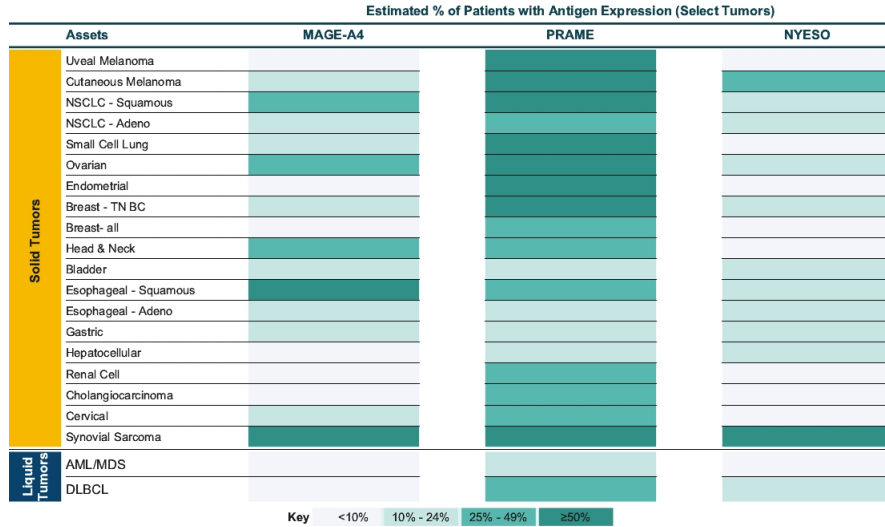 Estimated % of Patients with Antigen Expression (Select Tumors)
Assets MAGE-A4 PRAME NYESO
Solid Tumors
Uveal Melanoma
Cutaneous Melanoma
NSCLC - Squamous
NSCLC - Adeno
Small Cell Lung
Ovarian
Endometrial
Breast - TN BC
Breast- all
Head & Neck
Bladder
Esophageal - Squamous
Esophageal - Adeno
Gastric
Hepatocellular
Renal Cell
Cholangiocarcinoma
Cervical
Synovial Sarcoma
Liquid
Tumors
AML/MDS
DLBCL
Key <10% 10% - 24% 25% - 49% ≥50%